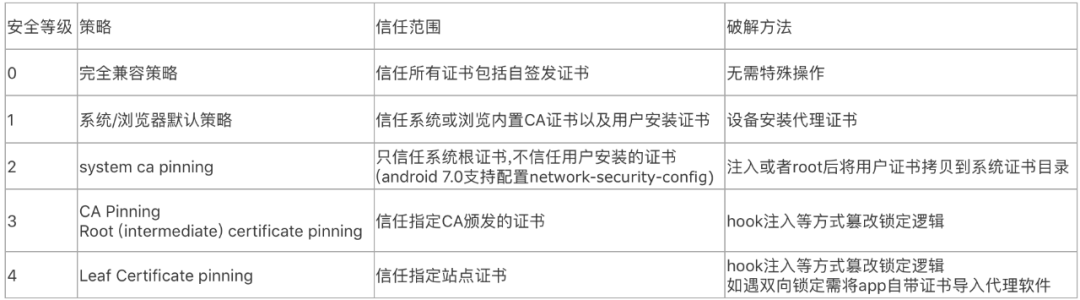 安全等级 策略 信任范围 破解方法
0 完全兼容策略 信任所有证书包括自签发证书 无需特殊操作
1 系统/浏览器默认策略 信任系统或浏览内置CA证书以及用户安装证书 设备安装代理证书
2 system ca pinning 只信任系统根证书,不信任用户安装的证书
(android 7.0支持配置network-security-config) 注入或者root后将用户证书拷贝到系统证书目录
3 CA Pinning
Root (intermediate) certificate pinning 信任指定CA颁发的证书 hook注入等方式篡改锁定逻辑
4 Leaf Certificate pinning 信任指定站点证书 hook注入等方式篡改锁定逻辑
如遇双向锁定需将app自带证书导入代理软件